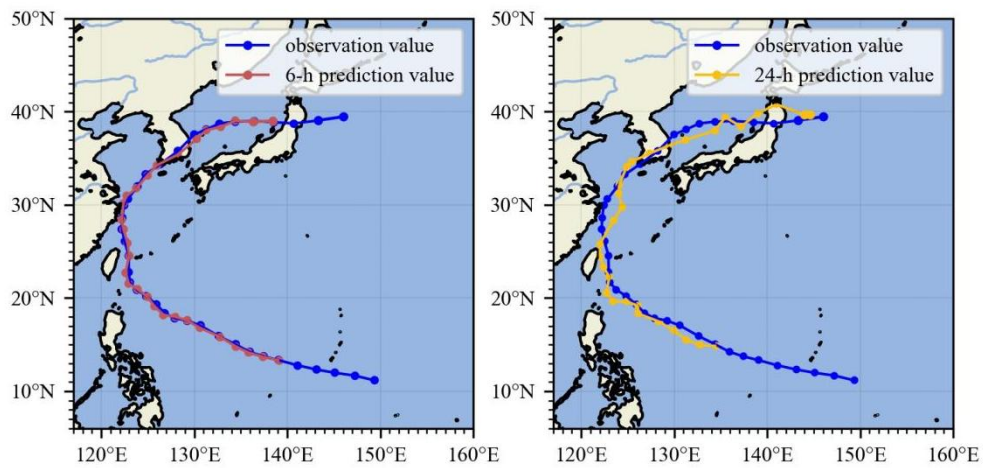 50°N
40°N
30°N
20°N
10°N
120°E 130°E 140°E 150°E 160°E
observation value
6-h prediction value
50°N
40°N
30°N
20°N
10°N
120°E 130°E 140°E 150°E 160°E
observation value
24-h prediction value